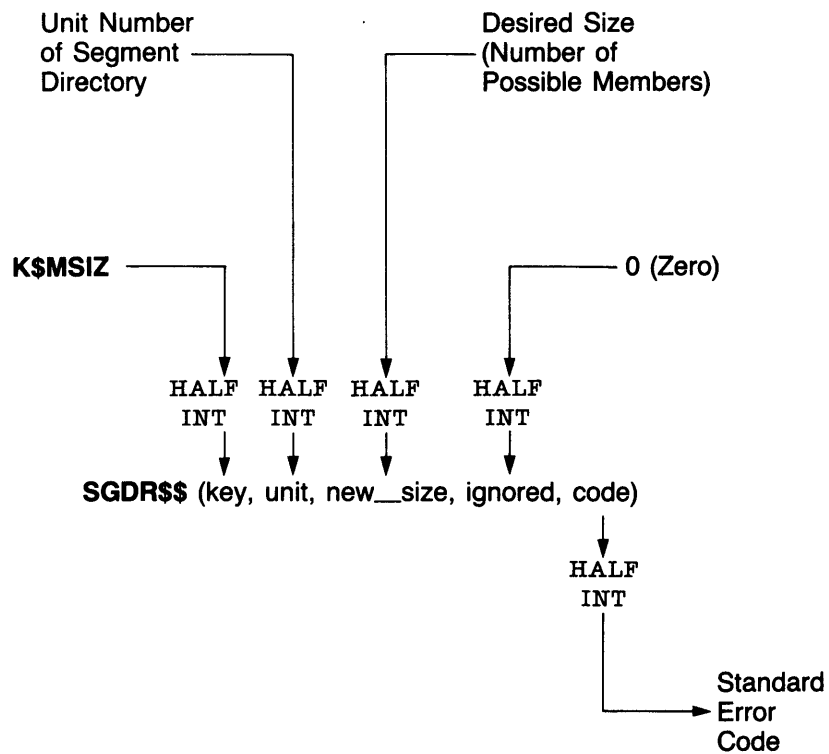 Unit Number
of Segment
Directory
Desired Size
(Number of
Possible Members)
K$MSIZ
0 (Zero)
HALF
INT
HALF
INT
HALF
INT
HALF
INT
SGDR$$ (key, unit, new__size, ignored, code)
HALF
INT
Standard
Error
Code